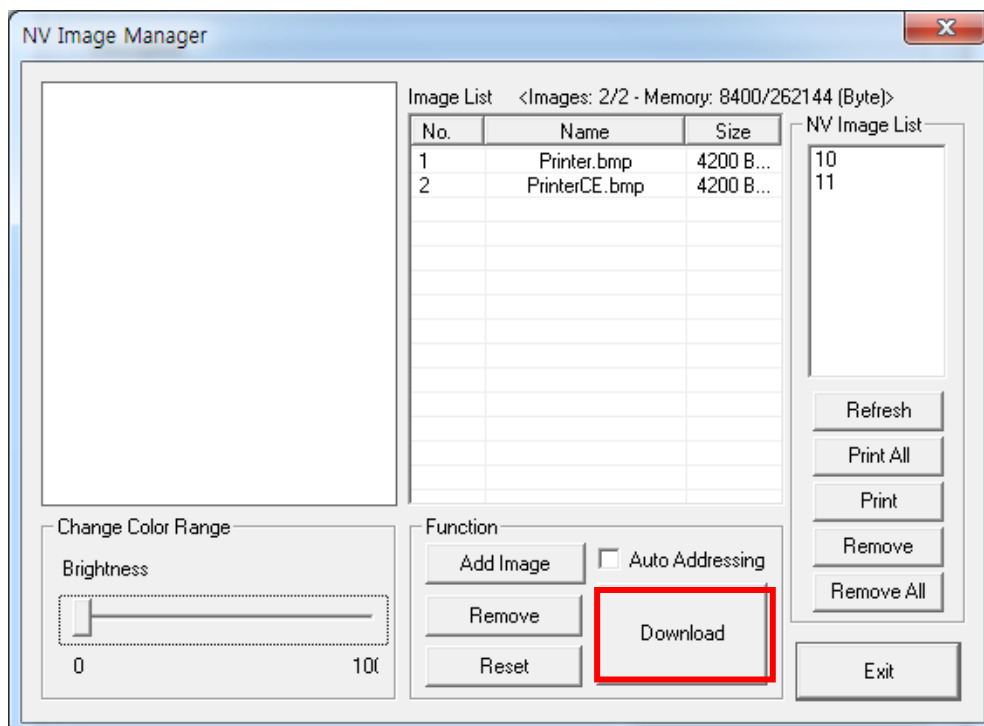 NV Image Manager
Image List <Images: 2/2 - Memory: 8400/262144 (Byte)>
No. Name Size
1 Printer.bmp 4200 B...
2 PrinterCE.bmp 4200 B...
NV Image List
10
11
Refresh
Print All
Print
Remove
Remove All
Change Color Range
Brightness
0 100
Function
Add Image
Auto Addressing
Remove
Download
Reset
Exit